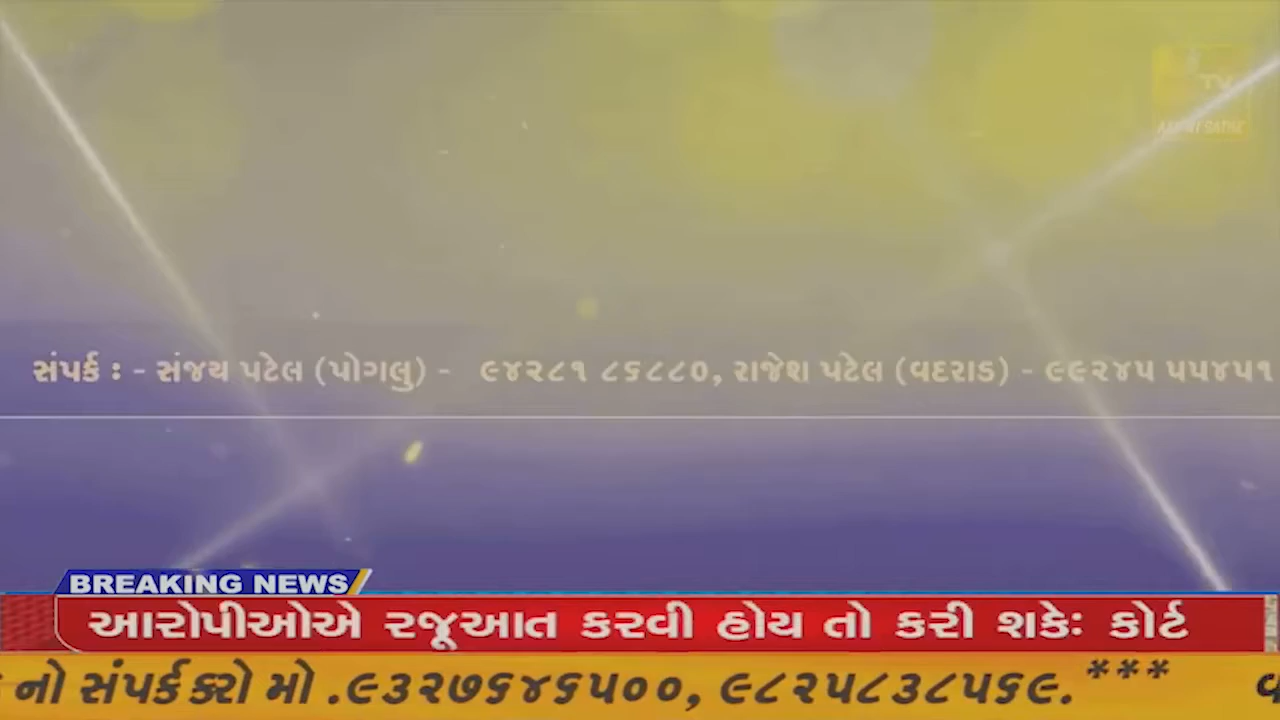 TV
સંપર્ક : - સંજય પટેલ (પોગલુ) - ૯૪૨૮૧ ૮૬૮૮૦, રાજેશ પટેલ (વદરાડ) - ૯૯૨૪૫ ૫૫૪૫૧
BREAKING NEWS
આરોપીઓએ રજૂઆત કરવી હોય તો કરી શકેઃ કોર્ટ
નો સંપર્ક કરો મો .૯૩૨૭૬૪૬૫૦૦, ૯૮૨૫૮૩૮૫૬૯.***